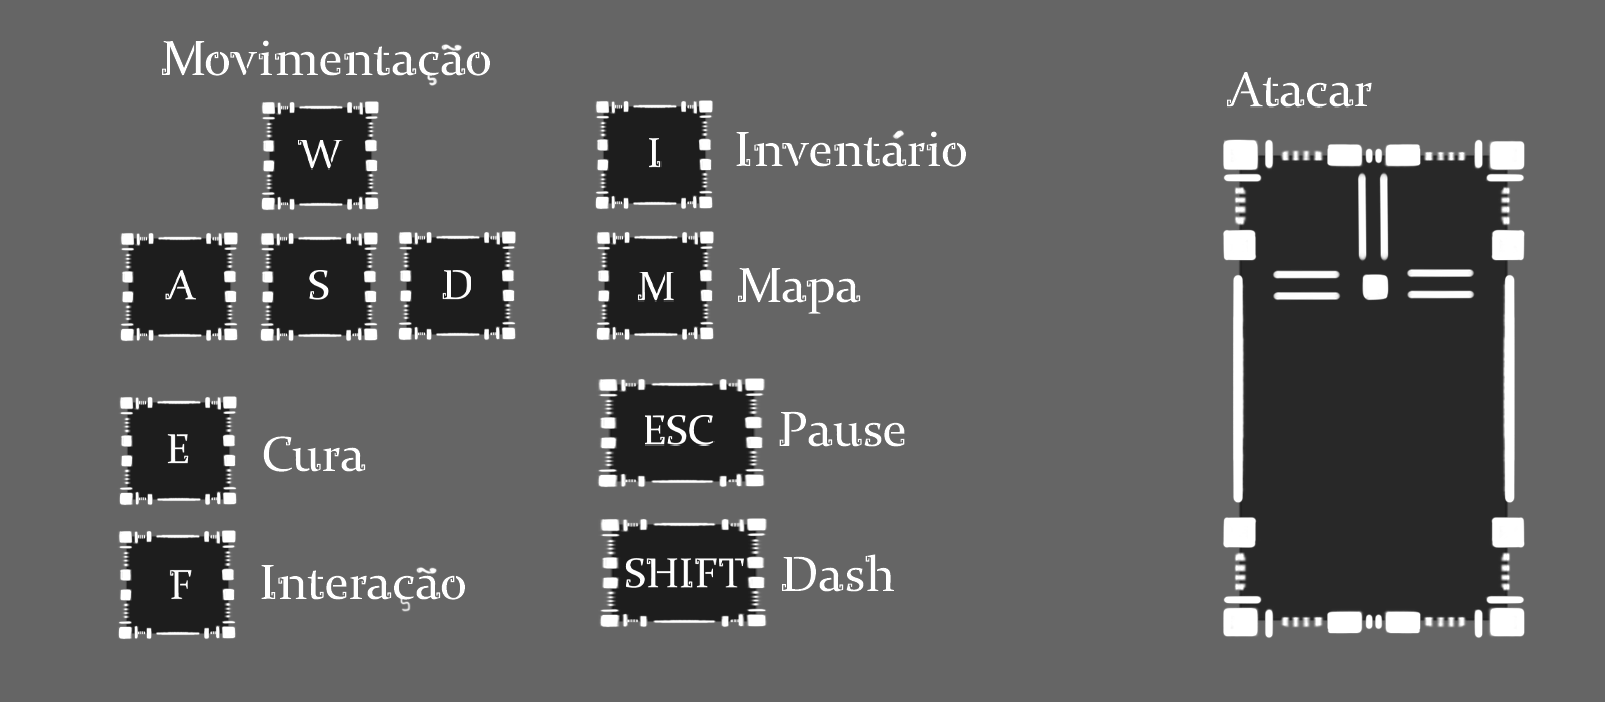 Movimentação
W
A
S
D
E
Cura
F
Interação
I
Inventário
M
Mapa
ESC
Pause
SHIFT
Dash
Atacar